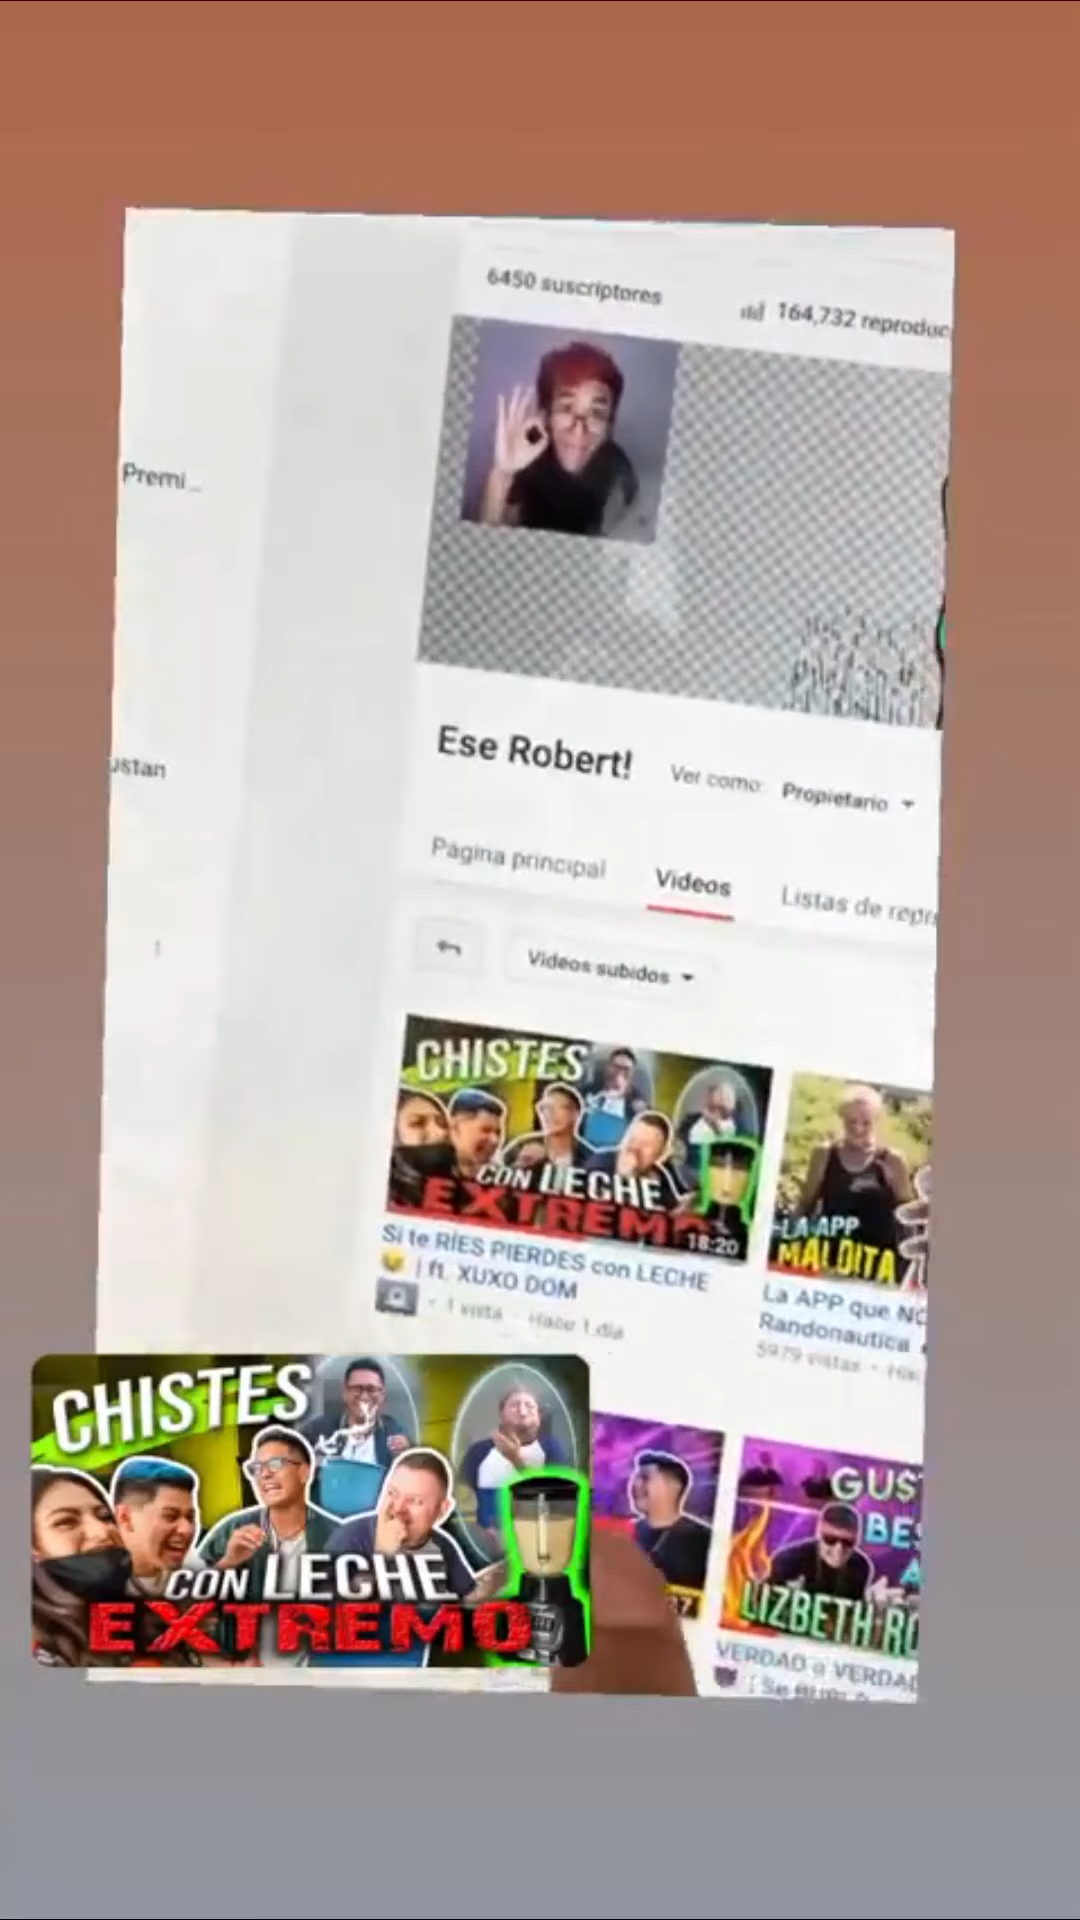 6450 suscriptores
164,732 reproduc
Premi...
ustan
Ese Robert!
Ver como: Propietario
Página principal
Videos
Listas de repr
Videos subidos
CHISTES
CON LECHE
EXTREMO
18:20
Si te RÍES PIERDES con LECHE
😂 | ft. XUXO DOM
1 vista · Hace 1 día
LA APP
MALDITA
La APP que NO
Randonautica
5979 vistas
CHISTES
CON LECHE
EXTREMO
GUS
BES
A
LIZBETH RO
VERDAD o VERDAD